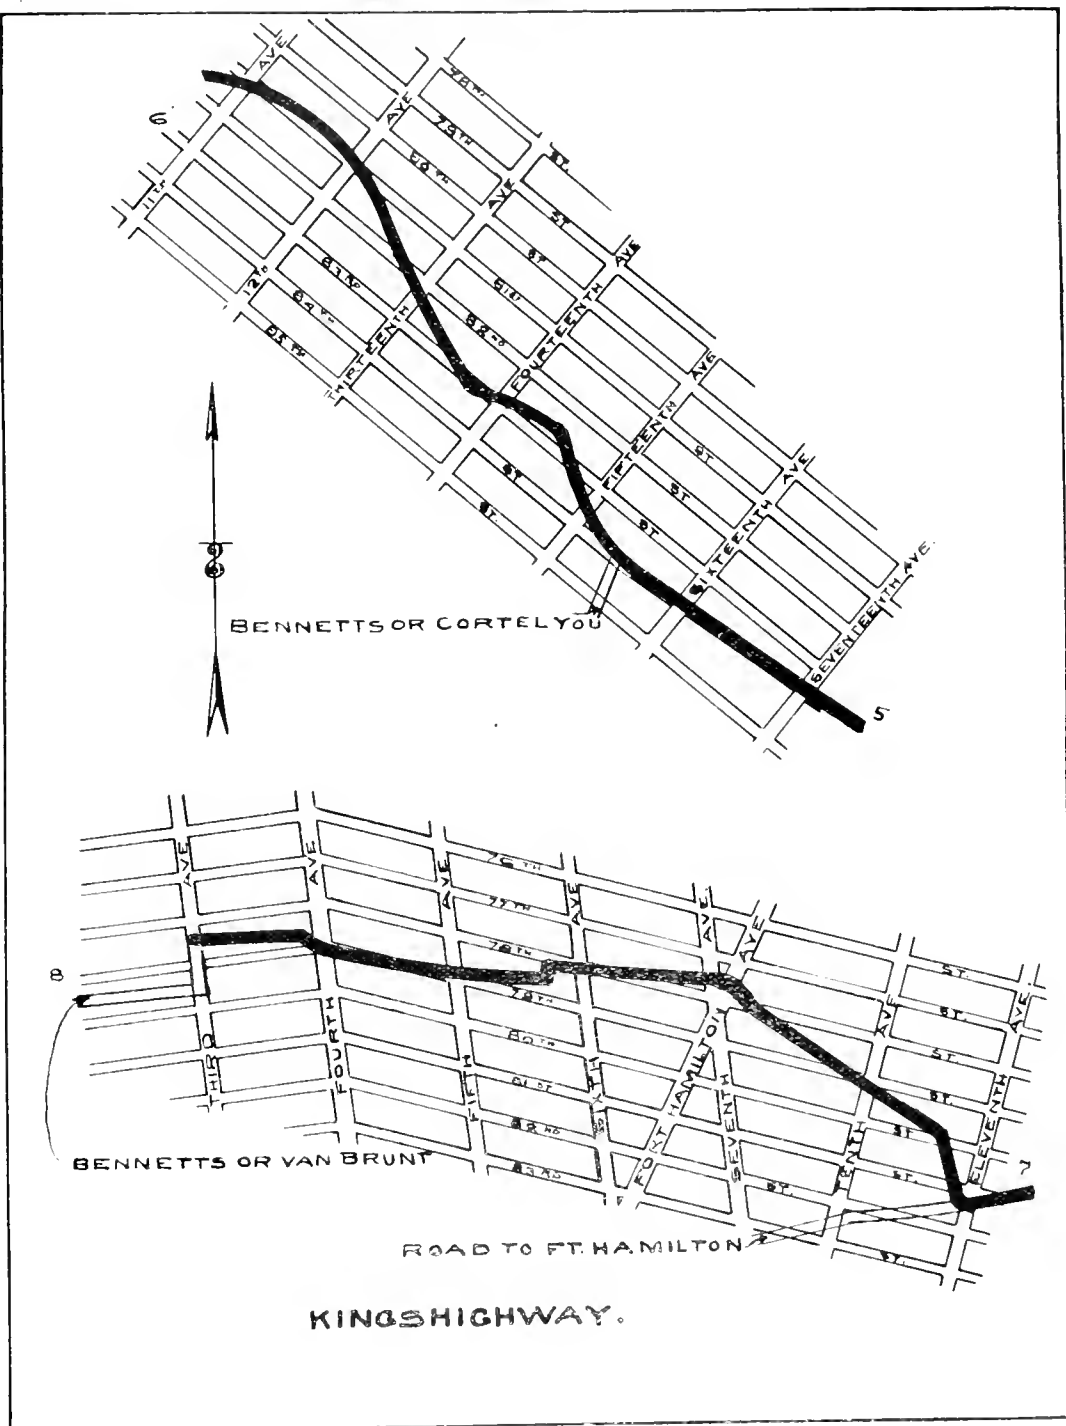 AVE
6
AVE
78TH
79TH
ST.
80TH
11TH
AVE
ST
AVE
ST
12TH
83RD
81ST
84TH
82ND
85TH
THIRTEENTH
FOURTEENTH
AVE
FIFTEENTH
ST
AVE
ST
ST
ST.
ST
SIXTEENTH
SEVENTEENTH AVE.
BENNETTS OR CORTELYOU
5
AVE
AVE
AVE
76TH
AVE
77TH
AVE.
AVE
78TH
ST.
8
79TH
AVE
ST.
AVE
THIRD
FOURTH
80TH
FORT HAMILTON
ST.
FIFTH
81ST
SIXTH
ST.
ELEVENTH
82ND
SEVENTH
ST.
83RD
TENTH
ST.
7
BENNETTS OR VAN BRUNT
ST.
ROAD TO FT. HAMILTON
ST.
KINGSHIGHWAY.